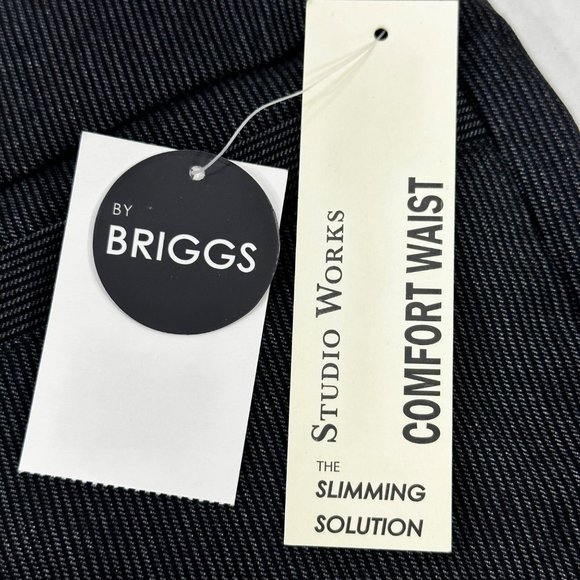 BY
BRIGGS
STUDIO WORKS
COMFORT WAIST
THE
SLIMMING
SOLUTION